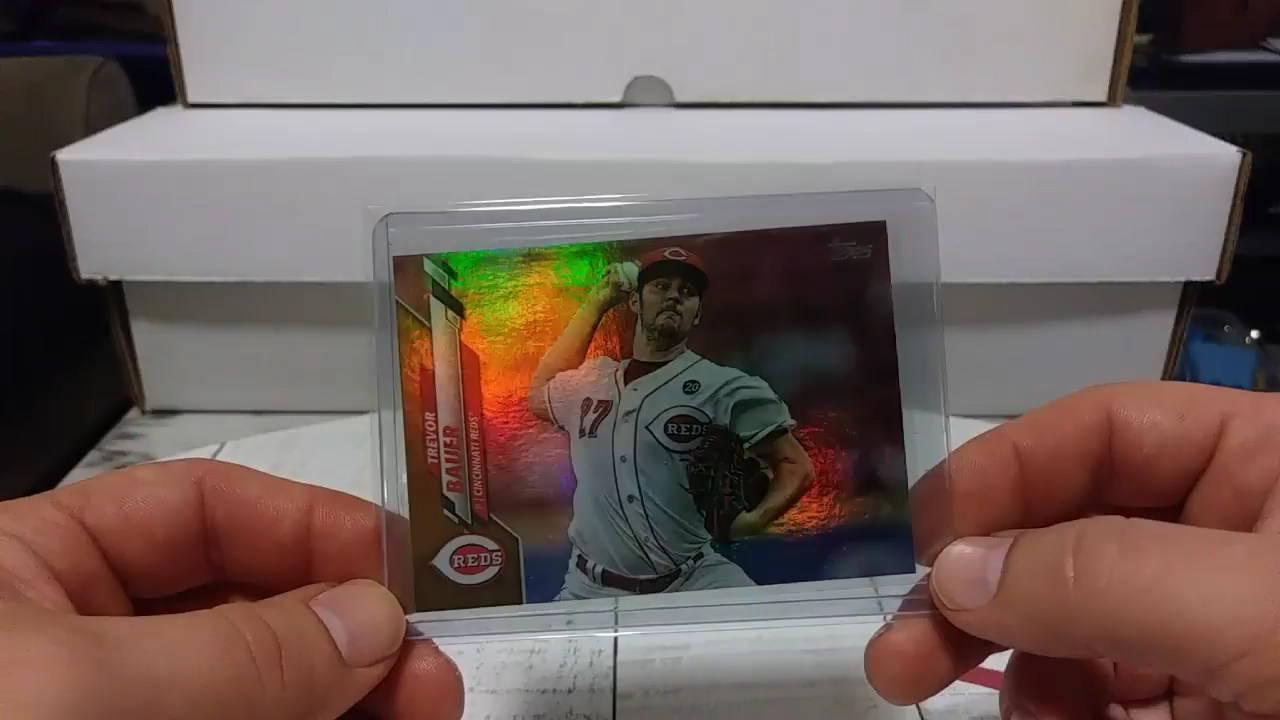 Topps
TREVOR
BAUER
P | CINCINNATI REDS®
REDS
27
20
REDS
C